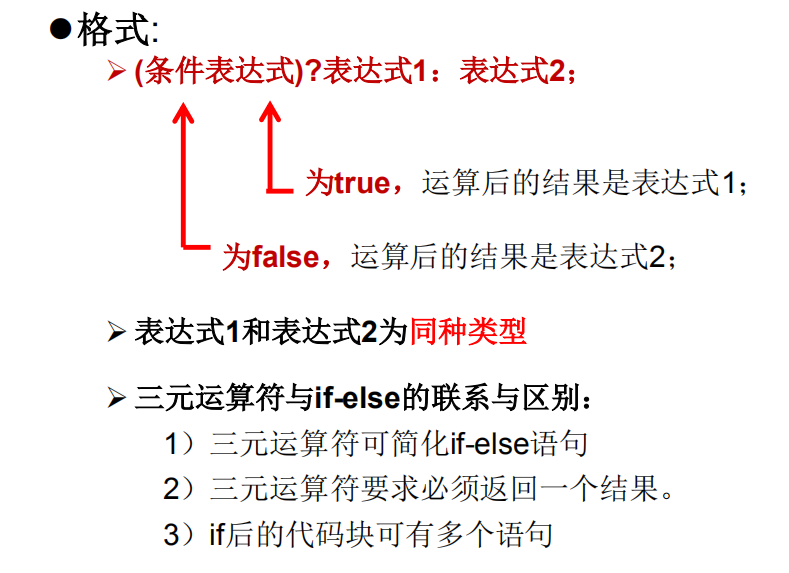 ●格式:
➢(条件表达式)?表达式1：表达式2；
为true，运算后的结果是表达式1；
为false，运算后的结果是表达式2；
➢表达式1和表达式2为同种类型
➢三元运算符与if-else的联系与区别：
1）三元运算符可简化if-else语句
2）三元运算符要求必须返回一个结果。
3）if后的代码块可有多个语句